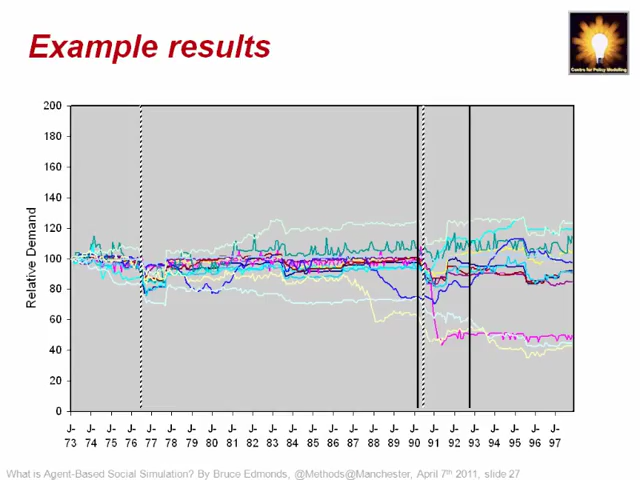 Example results
Centre for Policy Modelling
200
180
160
140
120
100
80
60
40
20
0
Relative Demand
J- J- J- J- J- J- J- J- J- J- J- J- J- J- J- J- J- J- J- J- J- J- J- J- J-
73 74 75 76 77 78 79 80 81 82 83 84 85 86 87 88 89 90 91 92 93 94 95 96 97
What is Agent-Based Social Simulation? By Bruce Edmonds, @Methods@Manchester, April 7th 2011, slide 27